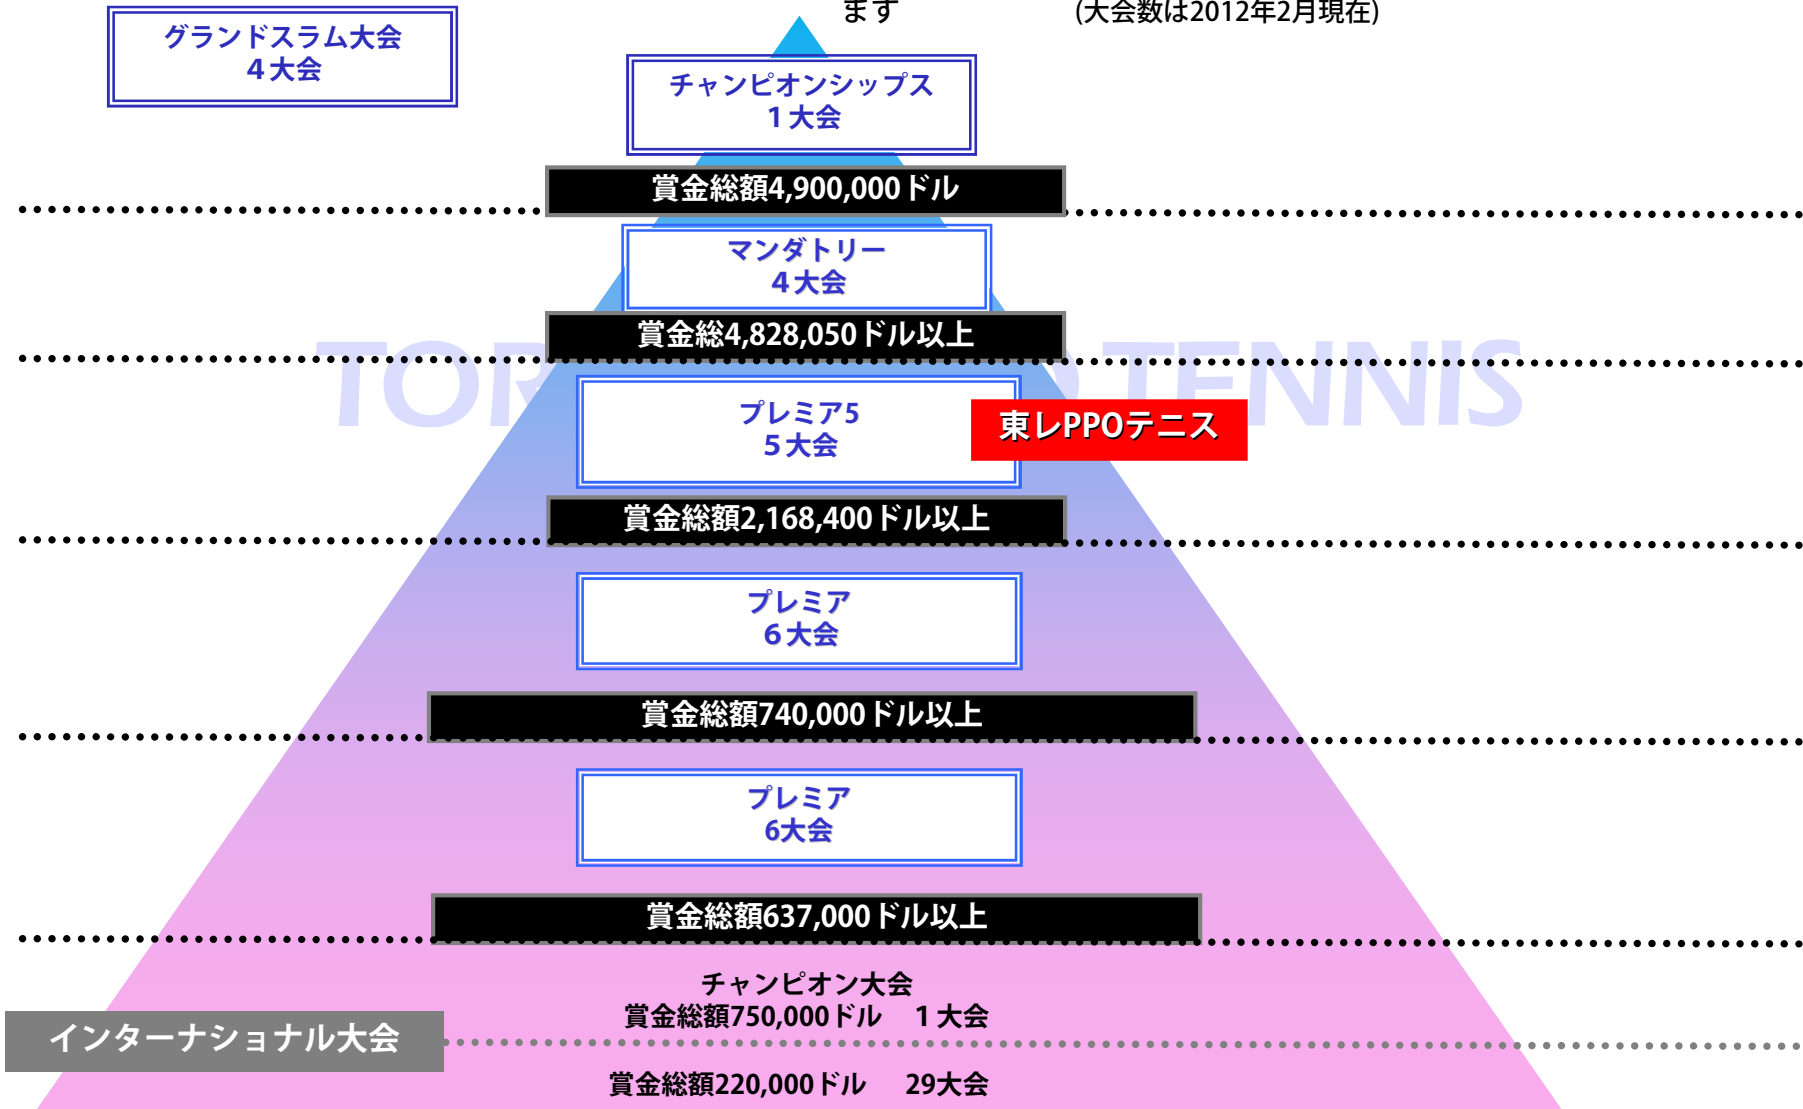 ます
(大会数は2012年2月現在)
グランドスラム大会
4大会
チャンピオンシップス
1大会
賞金総額4,900,000ドル
マンダトリー
4大会
賞金総4,828,050ドル以上
TENNIS
プレミア5
5大会
東レPPOテニス
賞金総額2,168,400ドル以上
プレミア
6大会
賞金総額740,000ドル以上
プレミア
6大会
賞金総額637,000ドル以上
チャンピオン大会
賞金総額750,000ドル 1大会
インターナショナル大会
賞金総額220,000ドル 29大会